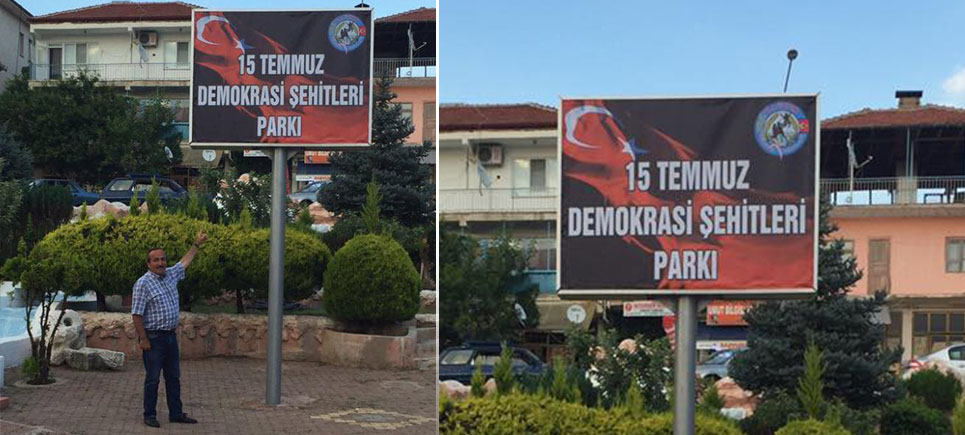 15 TEMMUZ
DEMOKRASİ ŞEHİTLERİ
PARKI
15 TEMMUZ
DEMOKRASİ ŞEHİTLERİ
PARKI